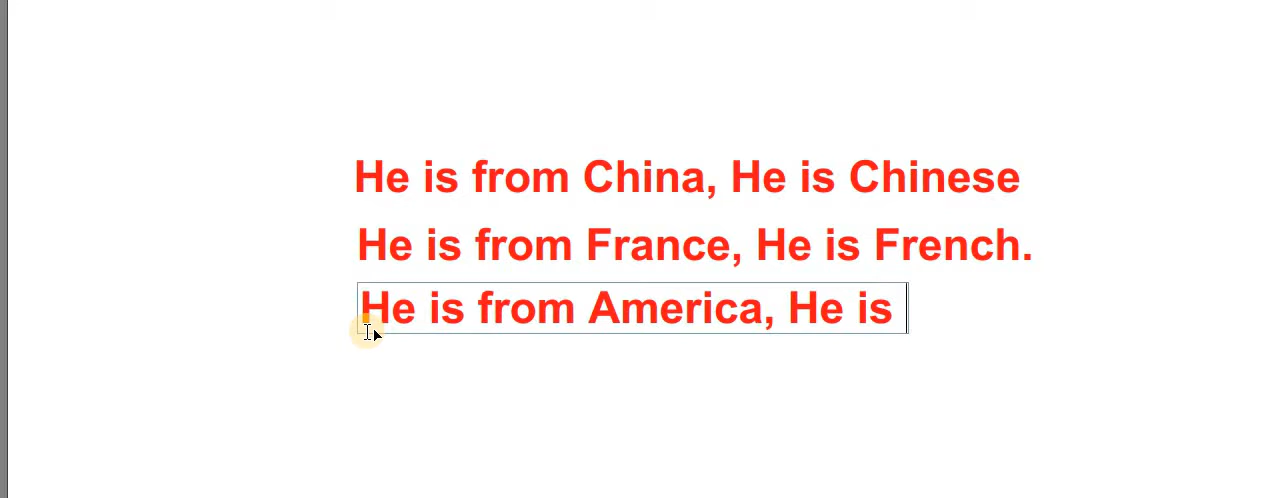 He is from China, He is Chinese
He is from France, He is French.
He is from America, He is